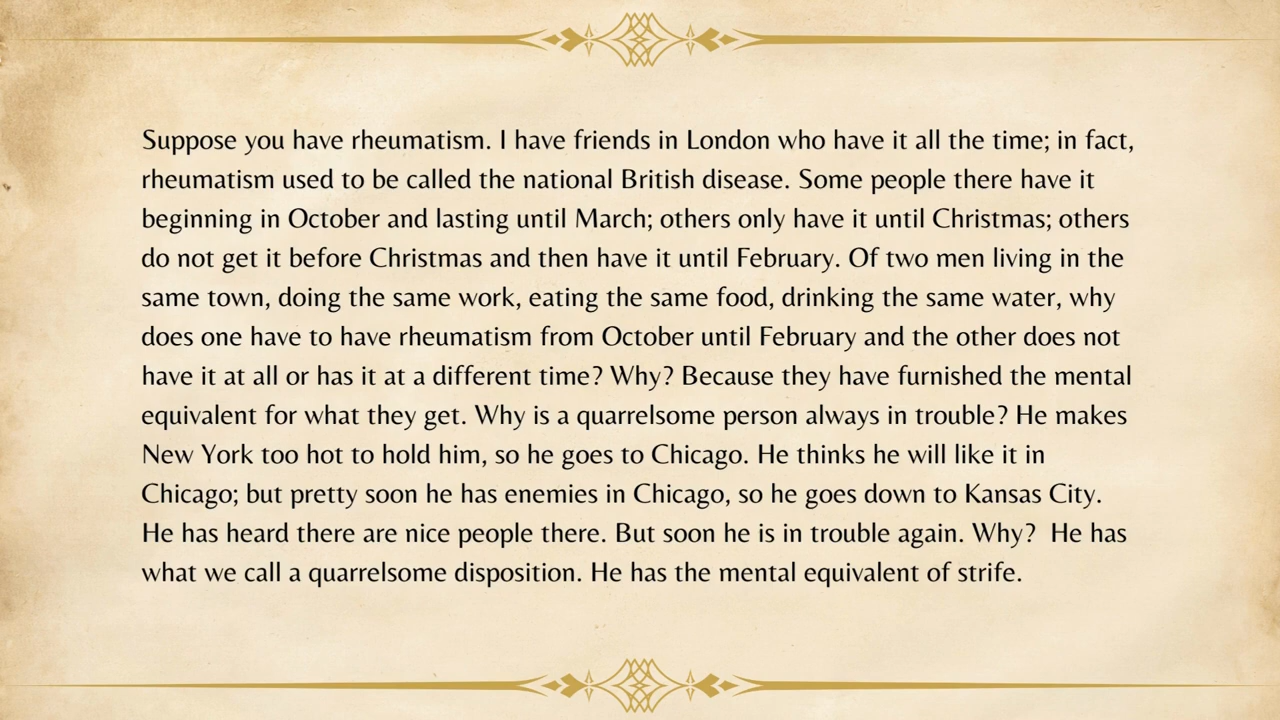 Suppose you have rheumatism. I have friends in London who have it all the time; in fact,
rheumatism used to be called the national British disease. Some people there have it
beginning in October and lasting until March; others only have it until Christmas; others
do not get it before Christmas and then have it until February. Of two men living in the
same town, doing the same work, eating the same food, drinking the same water, why
does one have to have rheumatism from October until February and the other does not
have it at all or has it at a different time? Why? Because they have furnished the mental
equivalent for what they get. Why is a quarrelsome person always in trouble? He makes
New York too hot to hold him, so he goes to Chicago. He thinks he will like it in
Chicago; but pretty soon he has enemies in Chicago, so he goes down to Kansas City.
He has heard there are nice people there. But soon he is in trouble again. Why?  He has
what we call a quarrelsome disposition. He has the mental equivalent of strife.